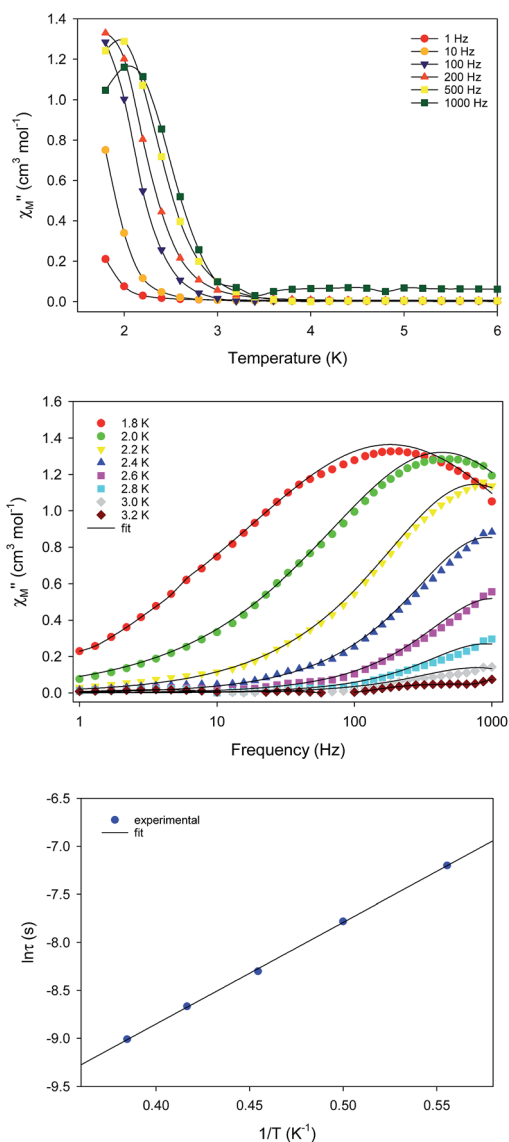 1.4
1.2
1.0
0.8
0.6
0.4
0.2
0.0
χM" (cm³ mol⁻¹)
1 Hz
10 Hz
100 Hz
200 Hz
500 Hz
1000 Hz
2 3 4 5 6
Temperature (K)
1.6
1.4
1.2
1.0
0.8
0.6
0.4
0.2
0.0
χM" (cm³ mol⁻¹)
1.8 K
2.0 K
2.2 K
2.4 K
2.6 K
2.8 K
3.0 K
3.2 K
fit
1 10 100 1000
Frequency (Hz)
-6.5
-7.0
-7.5
-8.0
-8.5
-9.0
-9.5
lnτ (s)
experimental
fit
0.40 0.45 0.50 0.55
1/T (K⁻¹)